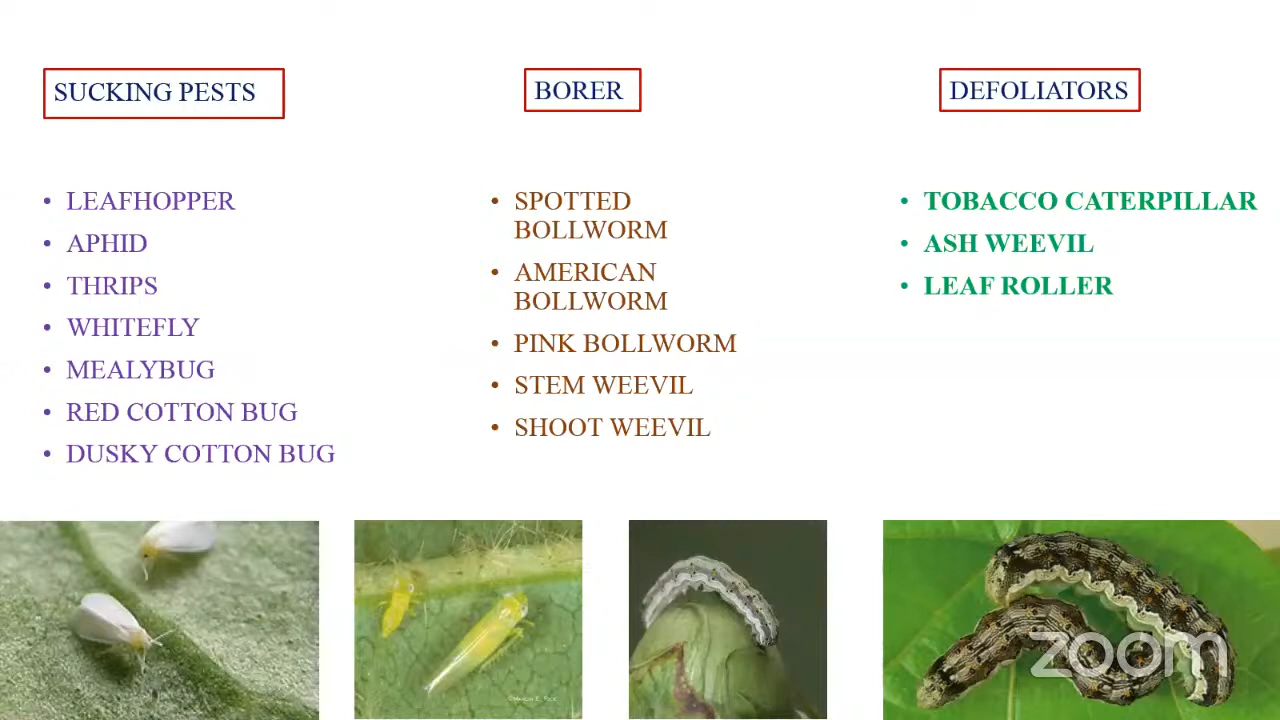 SUCKING PESTS
• LEAFHOPPER
• APHID
• THRIPS
• WHITEFLY
• MEALYBUG
• RED COTTON BUG
• DUSKY COTTON BUG
BORER
• SPOTTED
BOLLWORM
• AMERICAN
BOLLWORM
• PINK BOLLWORM
• STEM WEEVIL
• SHOOT WEEVIL
DEFOLIATORS
• TOBACCO CATERPILLAR
• ASH WEEVIL
• LEAF ROLLER
zoom